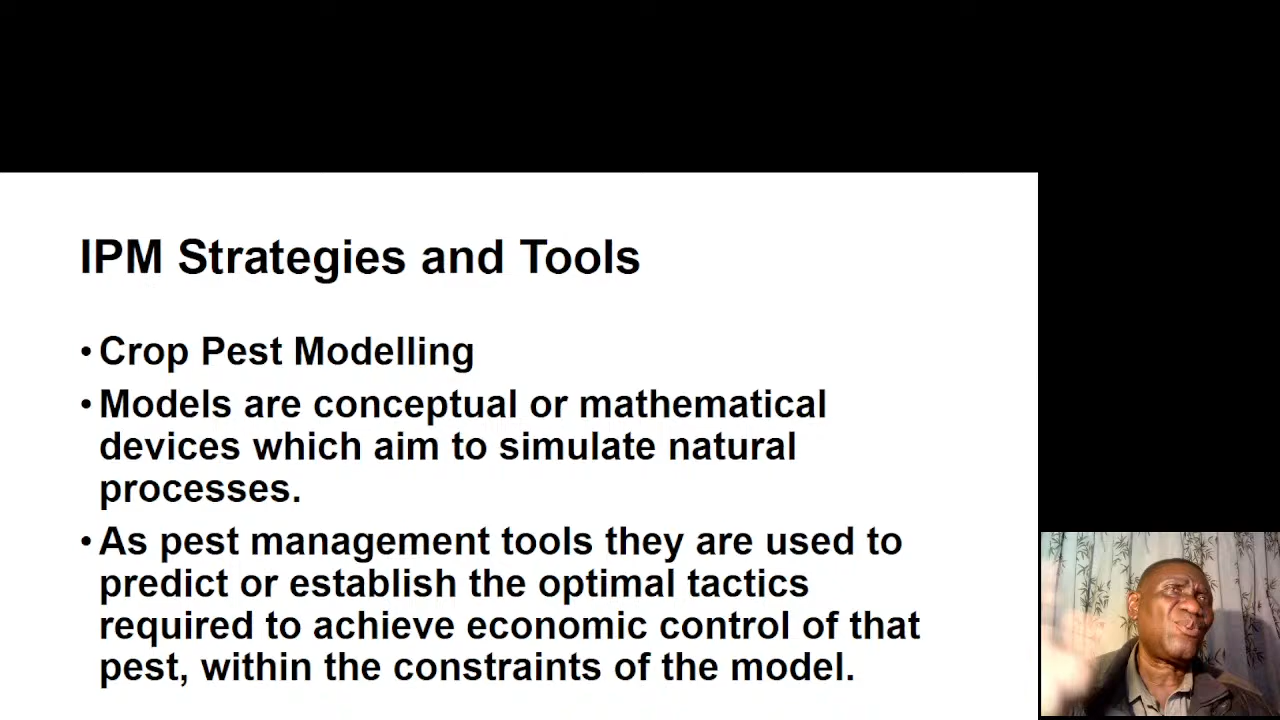 IPM Strategies and Tools
• Crop Pest Modelling
• Models are conceptual or mathematical
devices which aim to simulate natural
processes.
• As pest management tools they are used to
predict or establish the optimal tactics
required to achieve economic control of that
pest, within the constraints of the model.